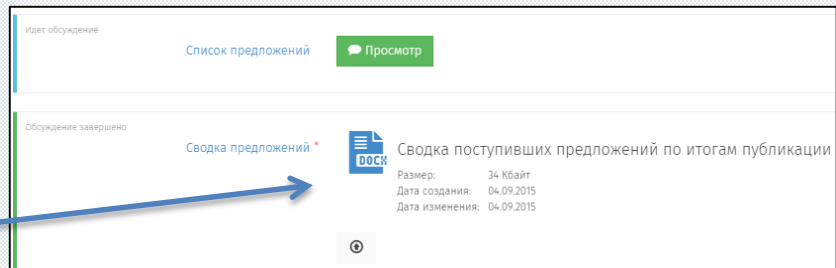 Идет обсуждение
Список предложений
Просмотр
Обсуждение завершено
Сводка предложений *
DOCX
Сводка поступивших предложений по итогам публикации
Размер: 34 Кбайт
Дата создания: 04.09.2015
Дата изменения: 04.09.2015